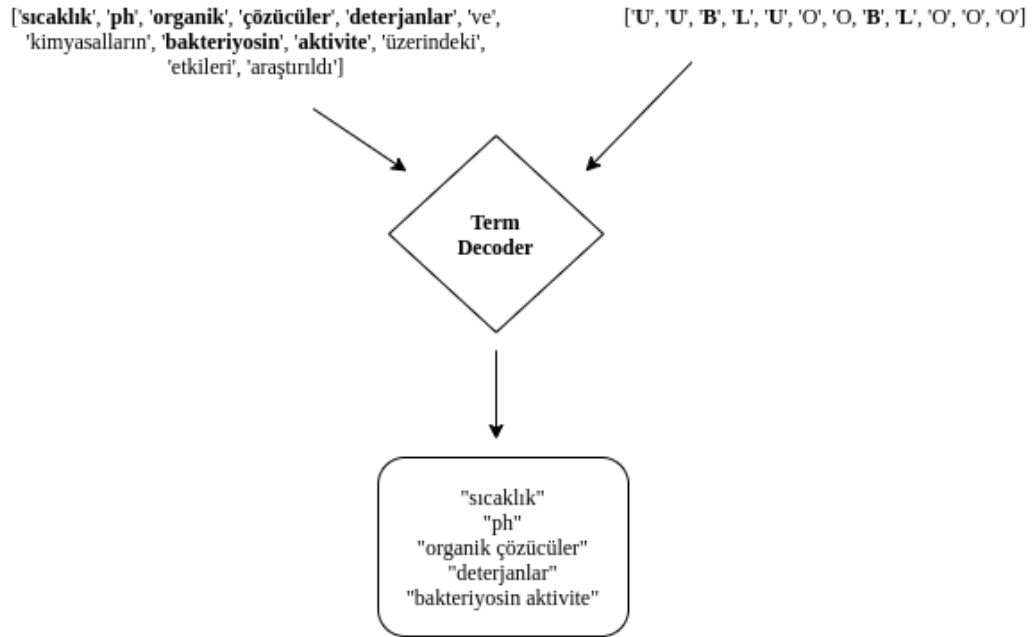 ['sıcaklık', 'ph', 'organik', 'çözücüler', 'deterjanlar', 've',
'kimyasalların', 'bakteriyosin', 'aktivite', 'üzerindeki',
'etkileri', 'araştırıldı']
['U', 'U', 'B', 'L', 'U', 'O', 'O, 'B', 'L', 'O', 'O', 'O']
Term
Decoder
"sıcaklık"
"ph"
"organik çözücüler"
"deterjanlar"
"bakteriyosin aktivite"